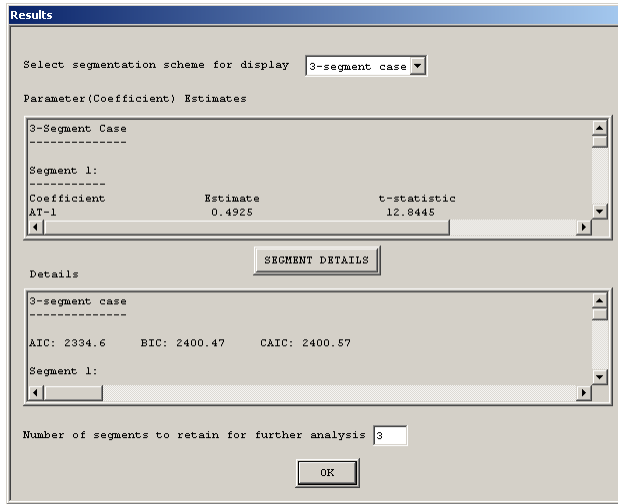 Results
Select segmentation scheme for display 3-segment case
Parameter(Coefficient) Estimates
3-Segment Case
--------------
Segment 1:
-----------
Coefficient Estimate t-statistic
AT-1 0.4925 12.8445
SEGMENT DETAILS
Details
3-segment case
--------------
AIC: 2334.6 BIC: 2400.47 CAIC: 2400.57
Segment 1:
Number of segments to retain for further analysis 3
OK